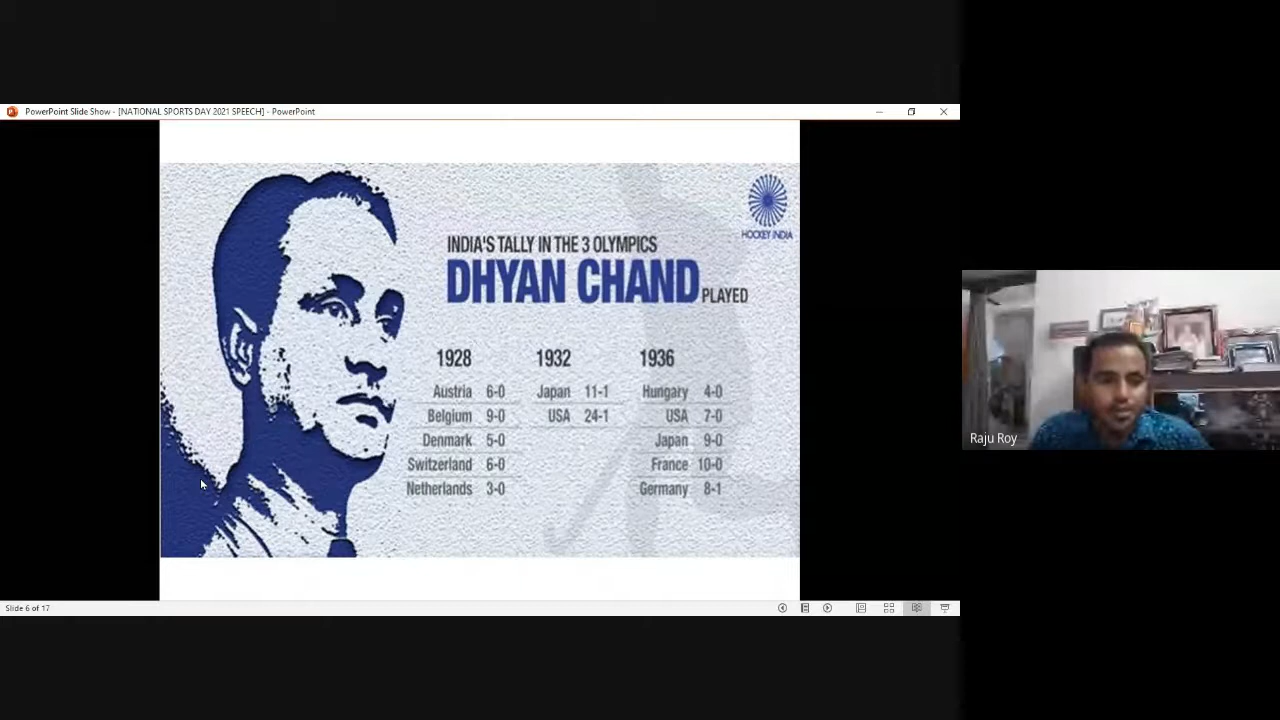 PowerPoint Slide Show - [NATIONAL SPORTS DAY 2021 SPEECH] - PowerPoint
HOCKEY INDIA
INDIA'S TALLY IN THE 3 OLYMPICS
DHYAN CHAND PLAYED
1928 1932 1936
Austria 6-0 Japan 11-1 Hungary 4-0
Belgium 9-0 USA 24-1 USA 7-0
Denmark 5-0 Japan 9-0
Switzerland 6-0 France 10-0
Netherlands 3-0 Germany 8-1
Raju Roy
Slide 6 of 17